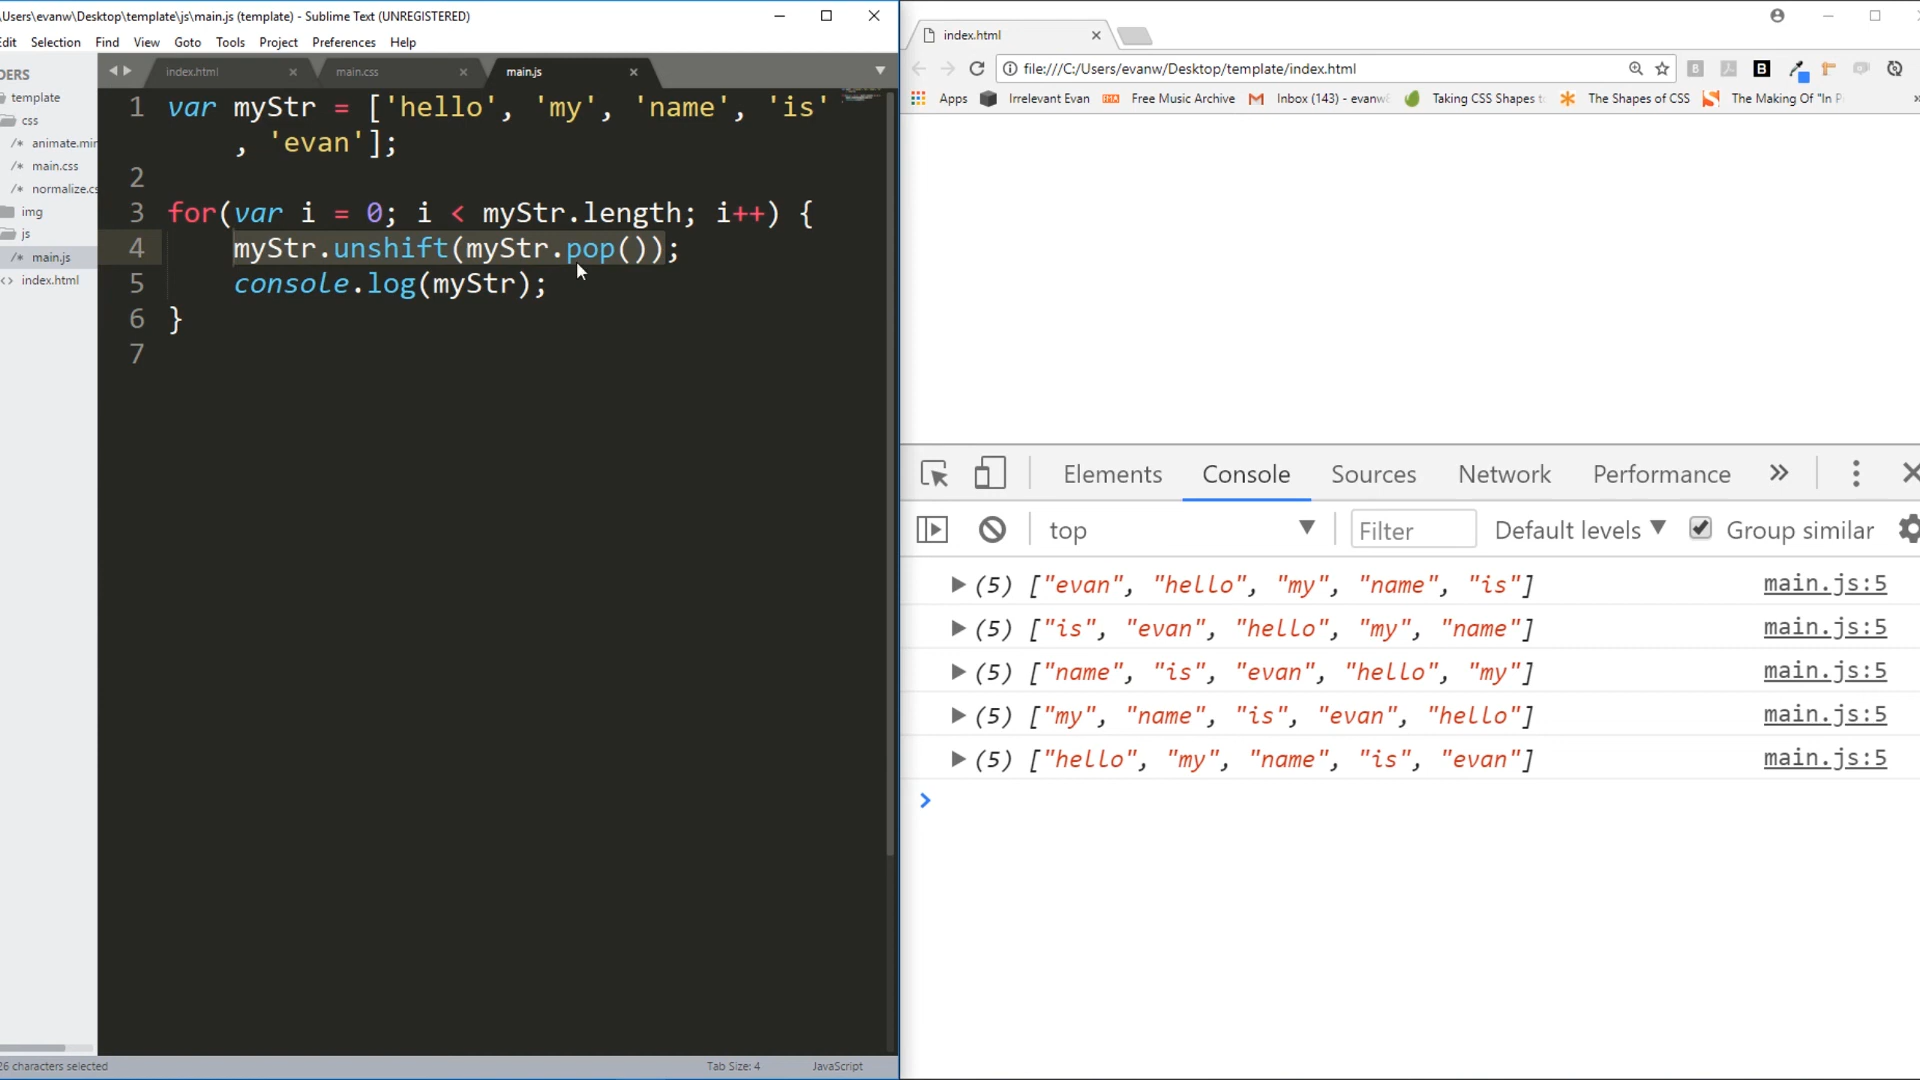 \Users\evanw\Desktop\template\js\main.js (template) - Sublime Text (UNREGISTERED)
Edit Selection Find View Goto Tools Project Preferences Help
DERS
template
css
/* animate.min
/* main.css
/* normalize.cs
img
js
/* main.js
<> index.html
index.html × main.css × main.js ×
1 var myStr = ['hello', 'my', 'name', 'is'
, 'evan'];
2
3 for(var i = 0; i < myStr.length; i++) {
4 myStr.unshift(myStr.pop());
5 console.log(myStr);
6 }
7
26 characters selected
Tab Size: 4 JavaScript
index.html
file:///C:/Users/evanw/Desktop/template/index.html
Apps Irrelevant Evan Free Music Archive Inbox (143) - evanw Taking CSS Shapes to The Shapes of CSS The Making Of "In P »
Elements Console Sources Network Performance »
top Filter Default levels Group similar
(5) ["evan", "hello", "my", "name", "is"] main.js:5
(5) ["is", "evan", "hello", "my", "name"] main.js:5
(5) ["name", "is", "evan", "hello", "my"] main.js:5
(5) ["my", "name", "is", "evan", "hello"] main.js:5
(5) ["hello", "my", "name", "is", "evan"] main.js:5
>